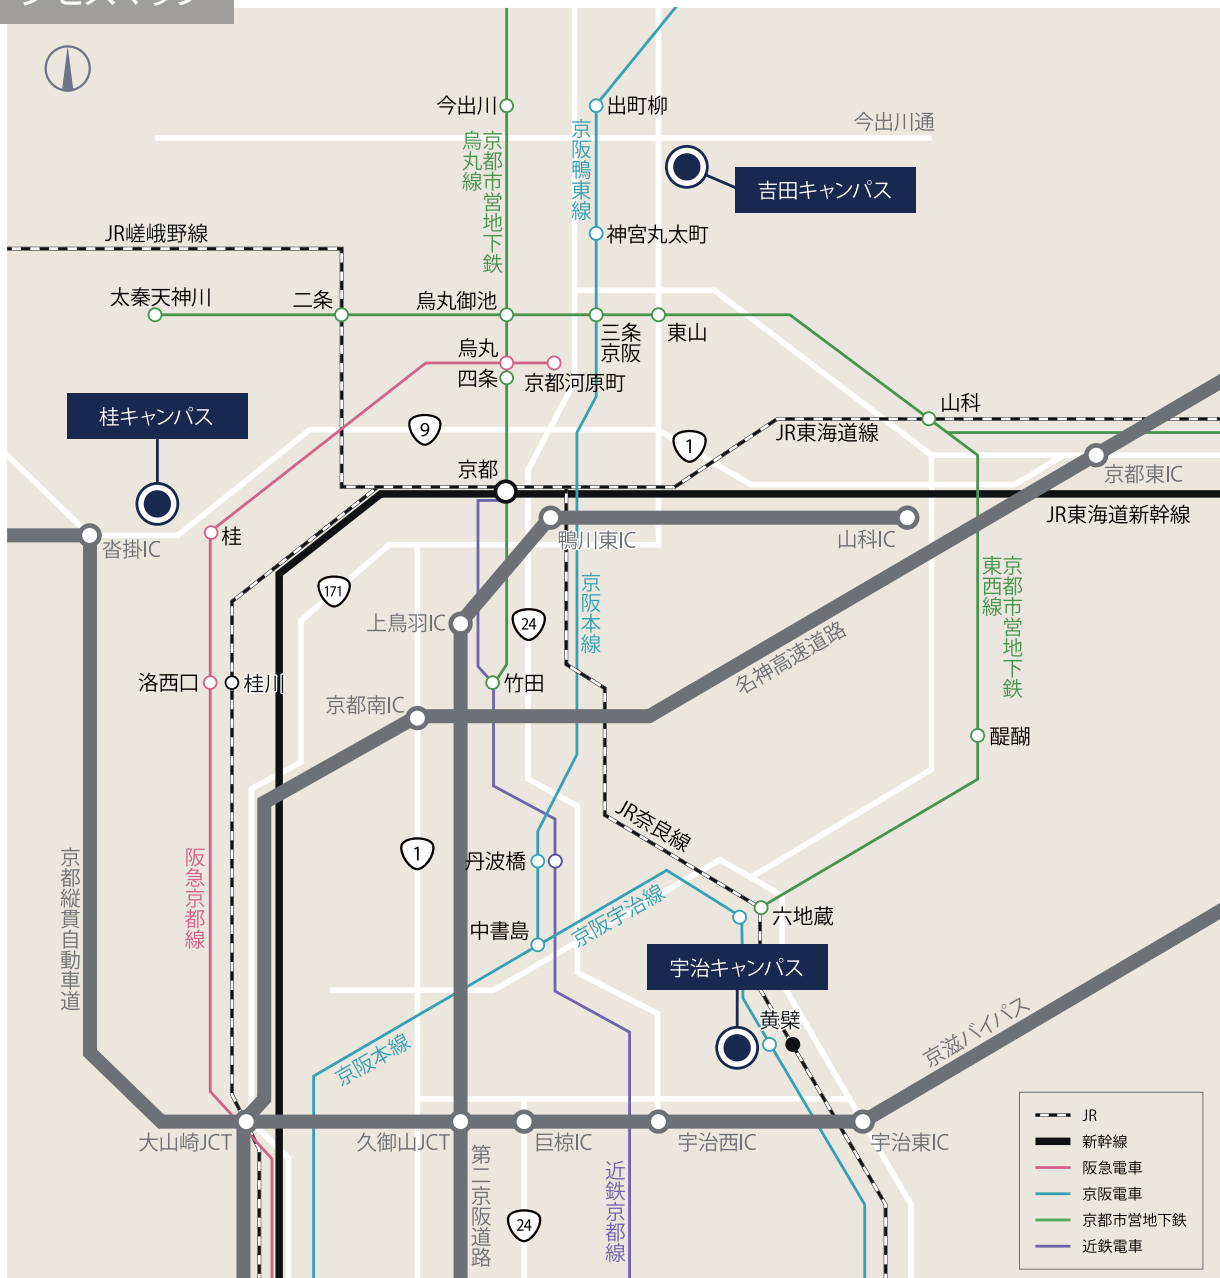 アクセスマップ
今出川
出町柳
今出川通
京都市営地下鉄
烏丸線
京阪鴨東線
吉田キャンパス
JR嵯峨野線
神宮丸太町
太秦天神川
二条
烏丸御池
三条
京阪
東山
烏丸
四条
京都河原町
桂キャンパス
9
1
山科
JR東海道線
京都
京都東IC
JR東海道新幹線
桂
沓掛IC
鴨川東IC
山科IC
京都市営地下鉄
東西線
171
京阪本線
上鳥羽IC
24
名神高速道路
洛西口
桂川
竹田
京都南IC
醍醐
JR奈良線
1
京都縦貫自動車道
阪急京都線
丹波橋
京阪宇治線
六地蔵
中書島
宇治キャンパス
京阪本線
黄檗
京滋バイパス
大山崎JCT
久御山JCT
巨椋IC
宇治西IC
宇治東IC
第二京阪道路
近鉄京都線
24
JR
新幹線
阪急電車
京阪電車
京都市営地下鉄
近鉄電車